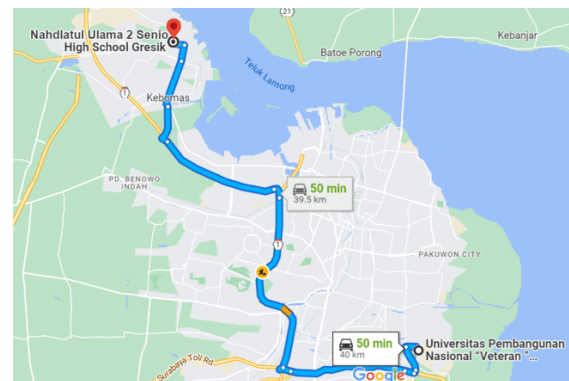 (21)
Nahdlatul Ulama 2 Senio
High School Gresik
Kebanjar
Batoe Porong
Teluk Lamong
1
Kebomas
PD. BENOWO
INDAH
50 min
39.5 km
1
PAKUWON CITY
50 min
40 km
Universitas Pembangunan
Nasional "Veteran "...
Surabaya Toll Rd
Google